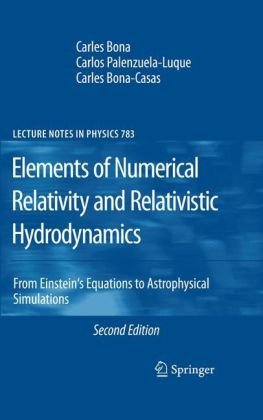 Carles Bona
Carlos Palenzuela-Luque
Carles Bona-Casas
LECTURE NOTES IN PHYSICS 783
Elements of Numerical
Relativity and Relativistic
Hydrodynamics
From Einstein's Equations to Astrophysical
Simulations
Second Edition
Springer